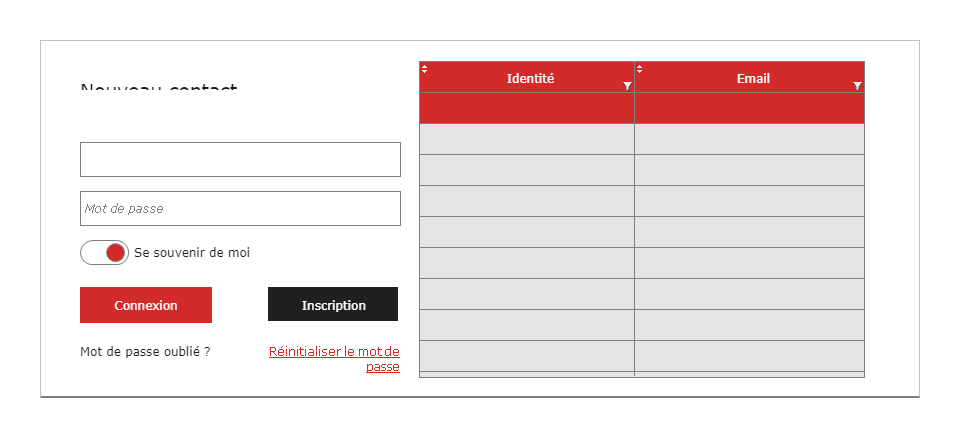 Nouveau contact
Mot de passe
Se souvenir de moi
Connexion
Inscription
Mot de passe oublié ?
Réinitialiser le mot de
passe
Identité
Email